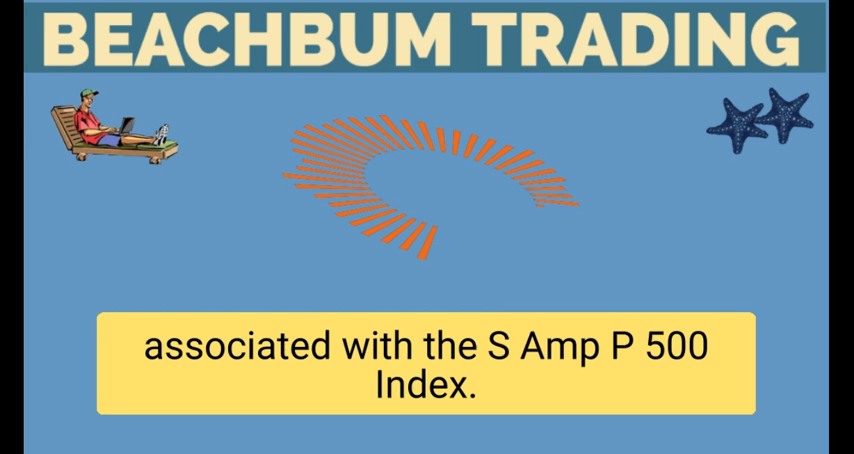 BEACHBUM TRADING
associated with the S Amp P 500
Index.